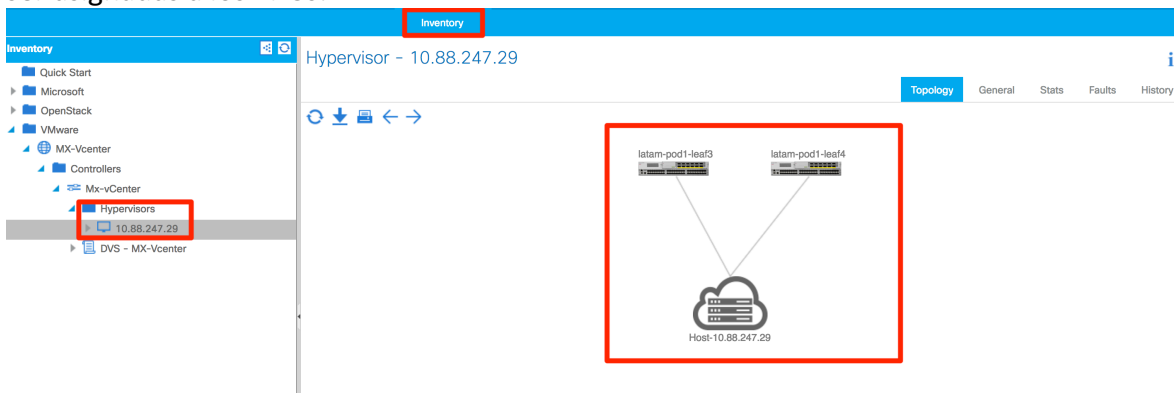 Inventory
Inventory
Quick Start
Microsoft
OpenStack
VMware
MX-Vcenter
Controllers
Mx-vCenter
Hypervisors
10.88.247.29
DVS - MX-Vcenter
Hypervisor - 10.88.247.29
i
Topology General Stats Faults History
latam-pod1-leaf3 latam-pod1-leaf4
Host-10.88.247.29